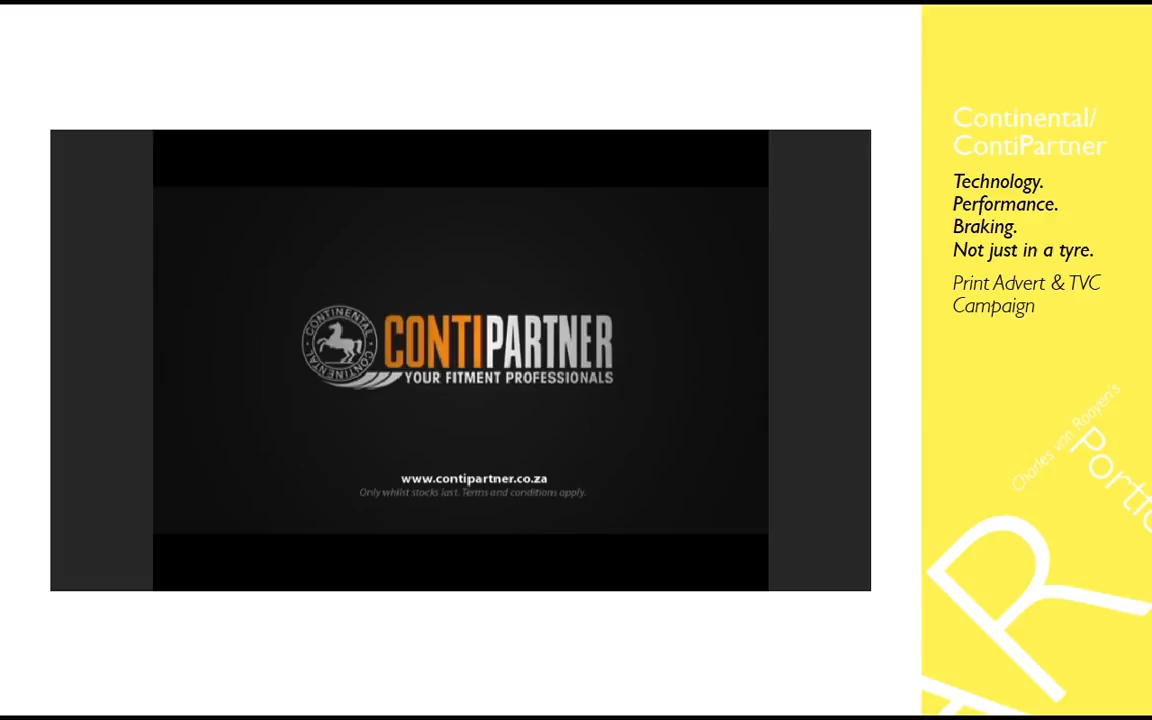 CONTINENTAL
CONTINENTAL
CONTIPARTNER
YOUR FITMENT PROFESSIONALS
www.contipartner.co.za
Only whilst stocks last. Terms and conditions apply.
Continental/
ContiPartner
Technology.
Performance.
Braking.
Not just in a tyre.
Print Advert & TVC
Campaign
Charles van Rooyen's
Portfo
R